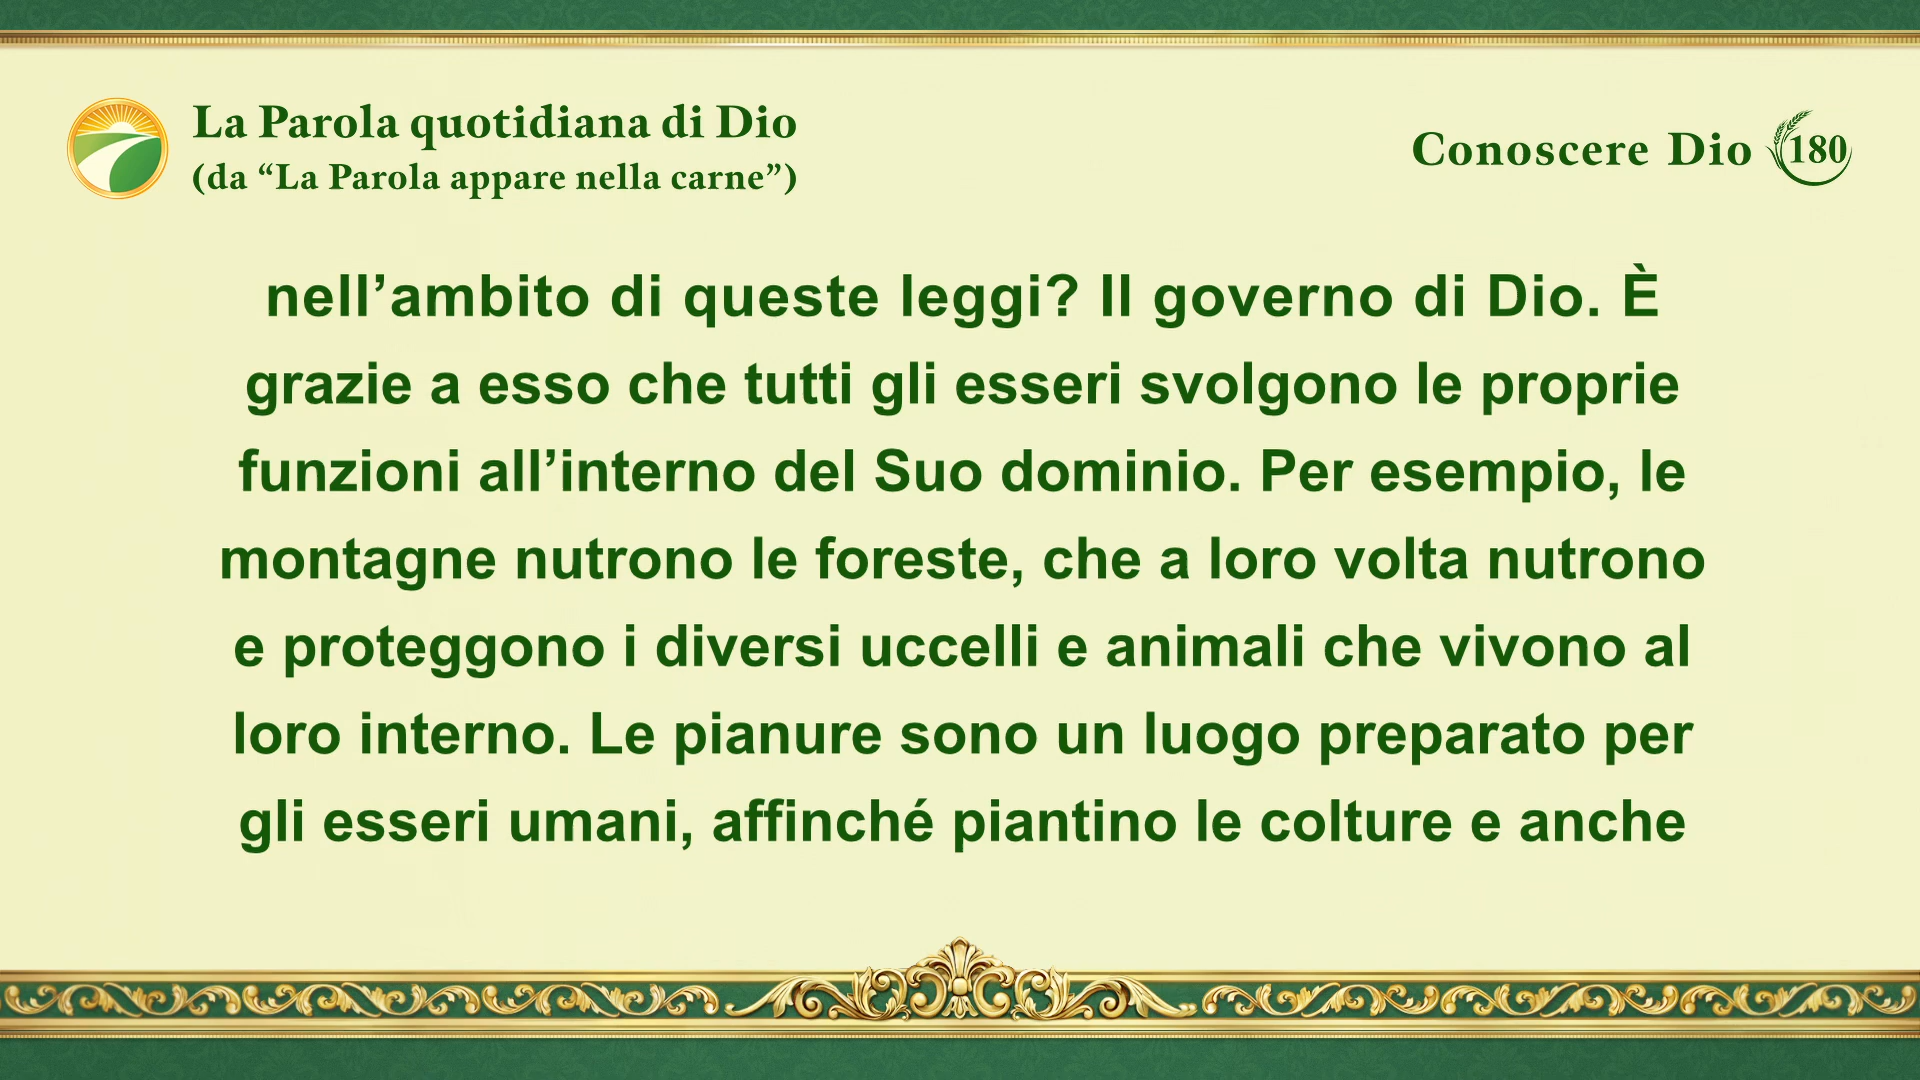 La Parola quotidiana di Dio
(da “La Parola appare nella carne”)
Conoscere Dio 180
nell’ambito di queste leggi? Il governo di Dio. È
grazie a esso che tutti gli esseri svolgono le proprie
funzioni all’interno del Suo dominio. Per esempio, le
montagne nutrono le foreste, che a loro volta nutrono
e proteggono i diversi uccelli e animali che vivono al
loro interno. Le pianure sono un luogo preparato per
gli esseri umani, affinché piantino le colture e anche